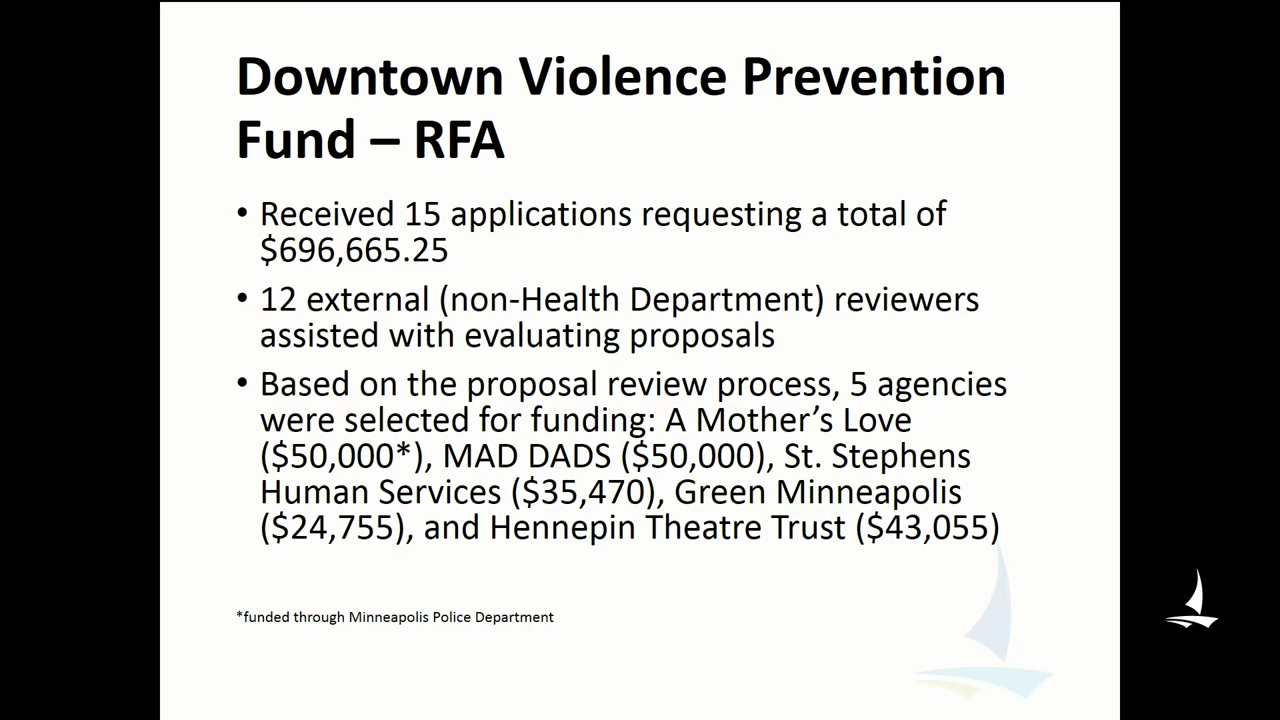 Downtown Violence Prevention
Fund – RFA
• Received 15 applications requesting a total of
$696,665.25
• 12 external (non-Health Department) reviewers
assisted with evaluating proposals
• Based on the proposal review process, 5 agencies
were selected for funding: A Mother’s Love
($50,000*), MAD DADS ($50,000), St. Stephens
Human Services ($35,470), Green Minneapolis
($24,755), and Hennepin Theatre Trust ($43,055)
*funded through Minneapolis Police Department